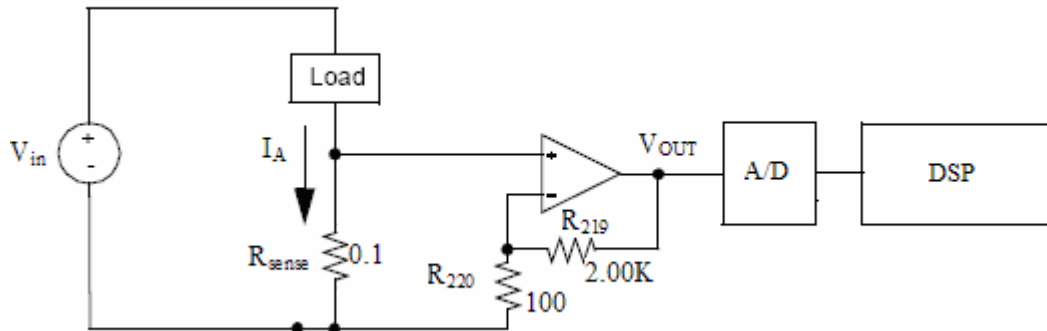 Load
V_in
+
-
I_A
R_sense
0.1
+
-
V_OUT
R_219
2.00K
R_220
100
A/D
DSP